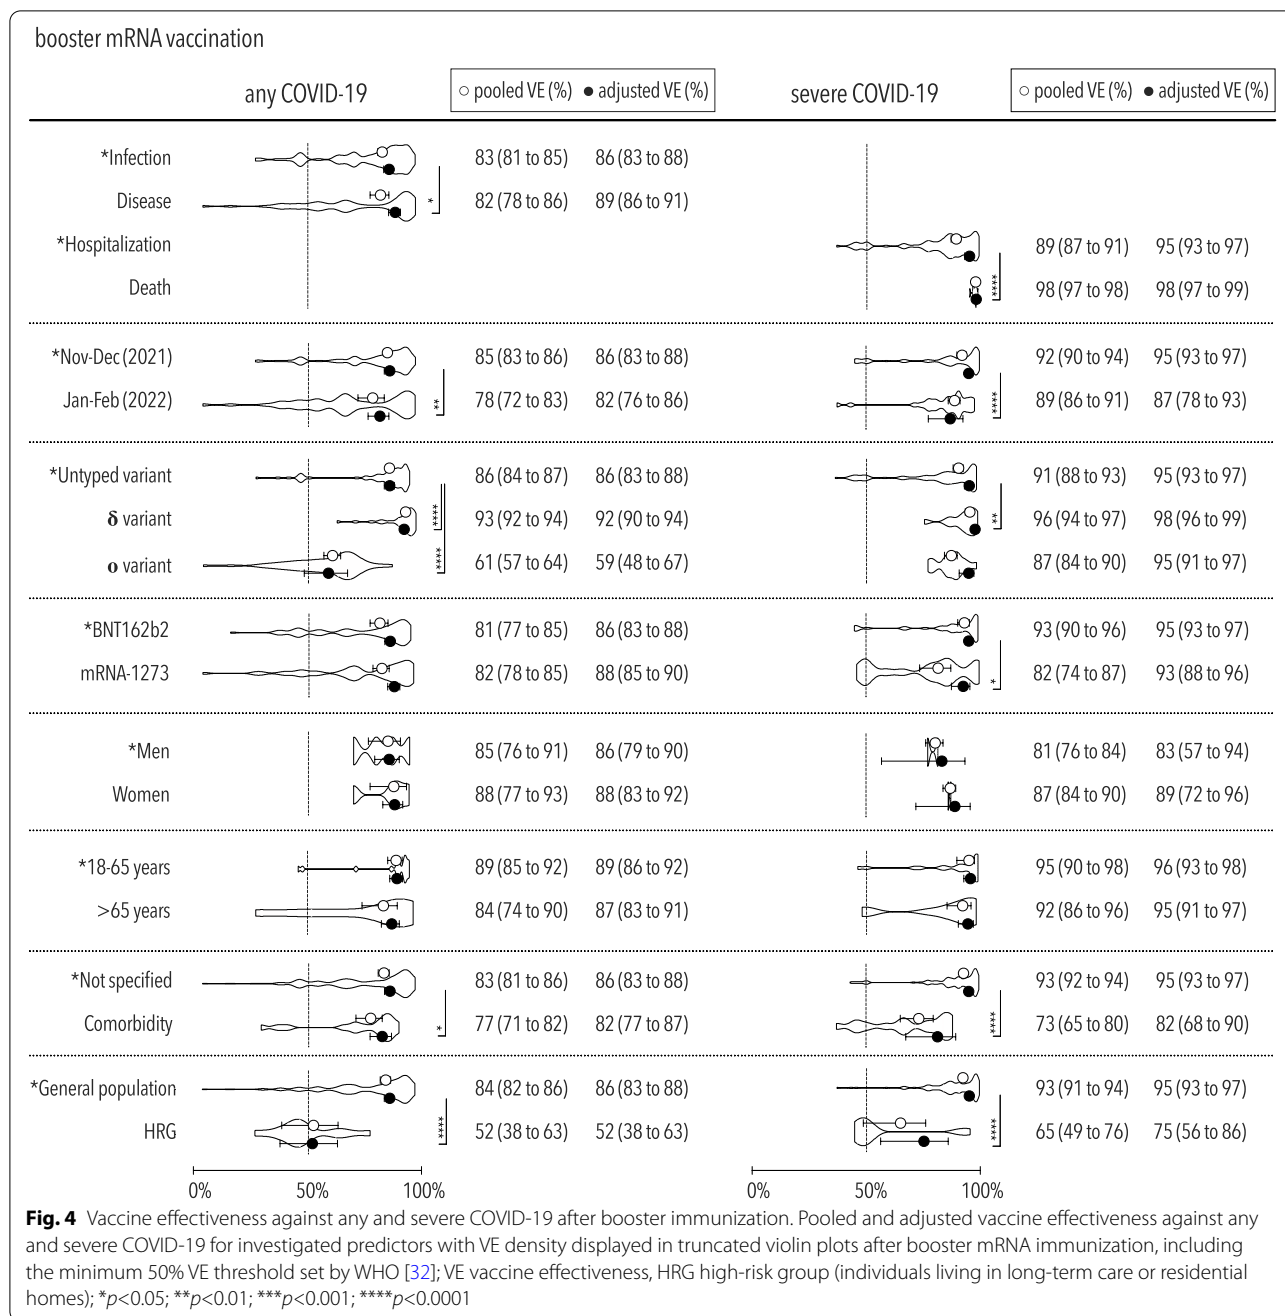 booster mRNA vaccination
any COVID-19 ○ pooled VE (%) ● adjusted VE (%) severe COVID-19 ○ pooled VE (%) ● adjusted VE (%)
*Infection 83 (81 to 85) 86 (83 to 88)
Disease * 82 (78 to 86) 89 (86 to 91)
*Hospitalization 89 (87 to 91) 95 (93 to 97)
Death **** 98 (97 to 98) 98 (97 to 99)
*Nov-Dec (2021) 85 (83 to 86) 86 (83 to 88) 92 (90 to 94) 95 (93 to 97)
Jan-Feb (2022) ** 78 (72 to 83) 82 (76 to 86) **** 89 (86 to 91) 87 (78 to 93)
*Untyped variant 86 (84 to 87) 86 (83 to 88) 91 (88 to 93) 95 (93 to 97)
δ variant **** 93 (92 to 94) 92 (90 to 94) ** 96 (94 to 97) 98 (96 to 99)
ο variant **** 61 (57 to 64) 59 (48 to 67) 87 (84 to 90) 95 (91 to 97)
*BNT162b2 81 (77 to 85) 86 (83 to 88) 93 (90 to 96) 95 (93 to 97)
mRNA-1273 82 (78 to 85) 88 (85 to 90) * 82 (74 to 87) 93 (88 to 96)
*Men 85 (76 to 91) 86 (79 to 90) 81 (76 to 84) 83 (57 to 94)
Women 88 (77 to 93) 88 (83 to 92) 87 (84 to 90) 89 (72 to 96)
*18-65 years 89 (85 to 92) 89 (86 to 92) 95 (90 to 98) 96 (93 to 98)
>65 years 84 (74 to 90) 87 (83 to 91) 92 (86 to 96) 95 (91 to 97)
*Not specified 83 (81 to 86) 86 (83 to 88) 93 (92 to 94) 95 (93 to 97)
Comorbidity * 77 (71 to 82) 82 (77 to 87) **** 73 (65 to 80) 82 (68 to 90)
*General population 84 (82 to 86) 86 (83 to 88) 93 (91 to 94) 95 (93 to 97)
HRG **** 52 (38 to 63) 52 (38 to 63) **** 65 (49 to 76) 75 (56 to 86)
0% 50% 100% 0% 50% 100%
Fig. 4 Vaccine effectiveness against any and severe COVID-19 after booster immunization. Pooled and adjusted vaccine effectiveness against any
and severe COVID-19 for investigated predictors with VE density displayed in truncated violin plots after booster mRNA immunization, including
the minimum 50% VE threshold set by WHO [32]; VE vaccine effectiveness, HRG high-risk group (individuals living in long-term care or residential
homes); *p<0.05; **p<0.01; ***p<0.001; ****p<0.0001